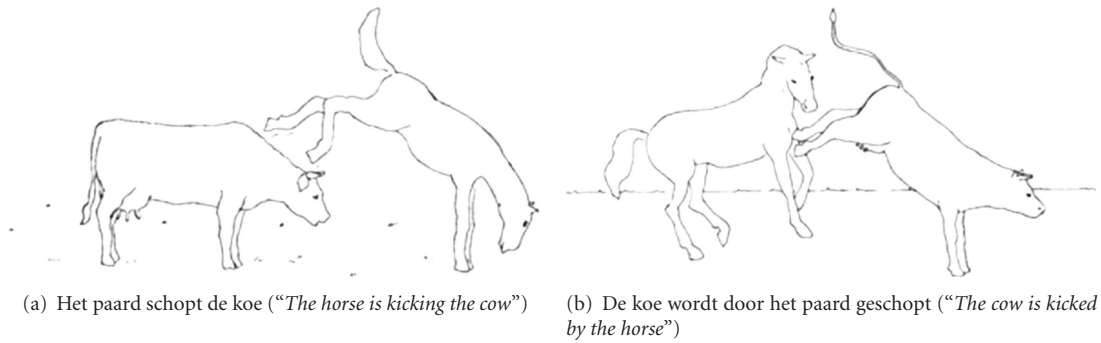 (a) Het paard schopt de koe (“The horse is kicking the cow”)
(b) De koe wordt door het paard geschopt (“The cow is kicked
by the horse”)